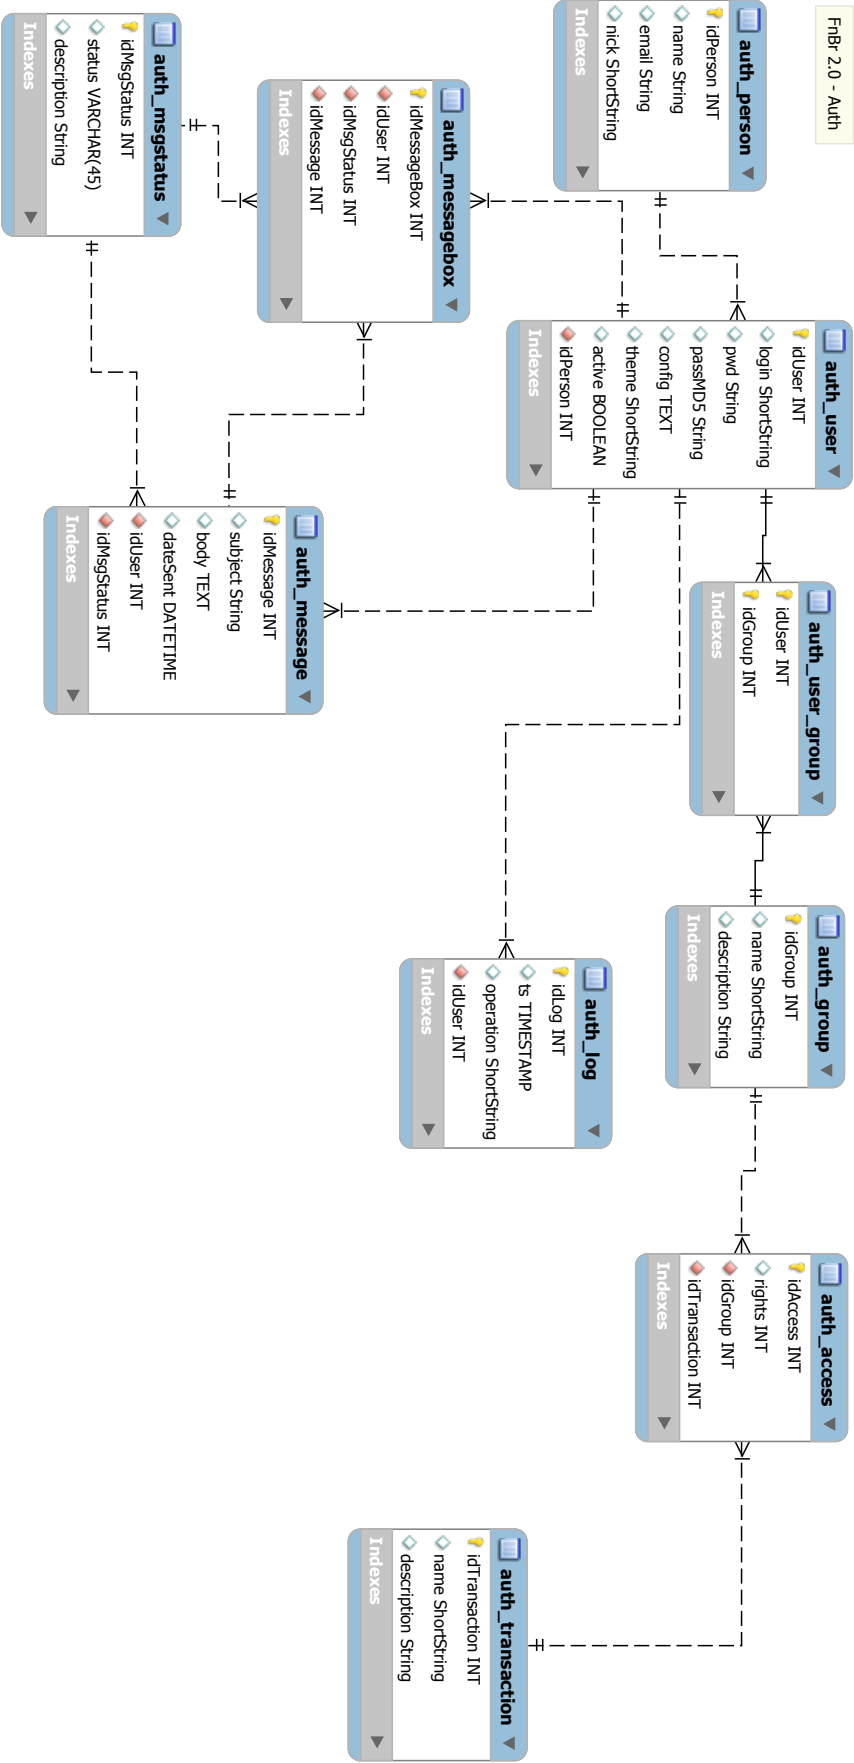 FnBr 2.0 - Auth
auth_person
idPerson INT
name String
email String
nick ShortString
Indexes
auth_user
idUser INT
login ShortString
pwd String
passMD5 String
config TEXT
theme ShortString
active BOOLEAN
idPerson INT
Indexes
auth_user_group
idUser INT
idGroup INT
Indexes
auth_group
idGroup INT
name ShortString
description String
Indexes
auth_access
idAccess INT
rights INT
idGroup INT
idTransaction INT
Indexes
auth_messagebox
idMessageBox INT
idUser INT
idMsgStatus INT
idMessage INT
Indexes
auth_log
idLog INT
ts TIMESTAMP
operation ShortString
idUser INT
Indexes
auth_transaction
idTransaction INT
name ShortString
description String
Indexes
auth_msgstatus
idMsgStatus INT
status VARCHAR(45)
description String
Indexes
auth_message
idMessage INT
subject String
body TEXT
dateSent DATETIME
idUser INT
idMsgStatus INT
Indexes